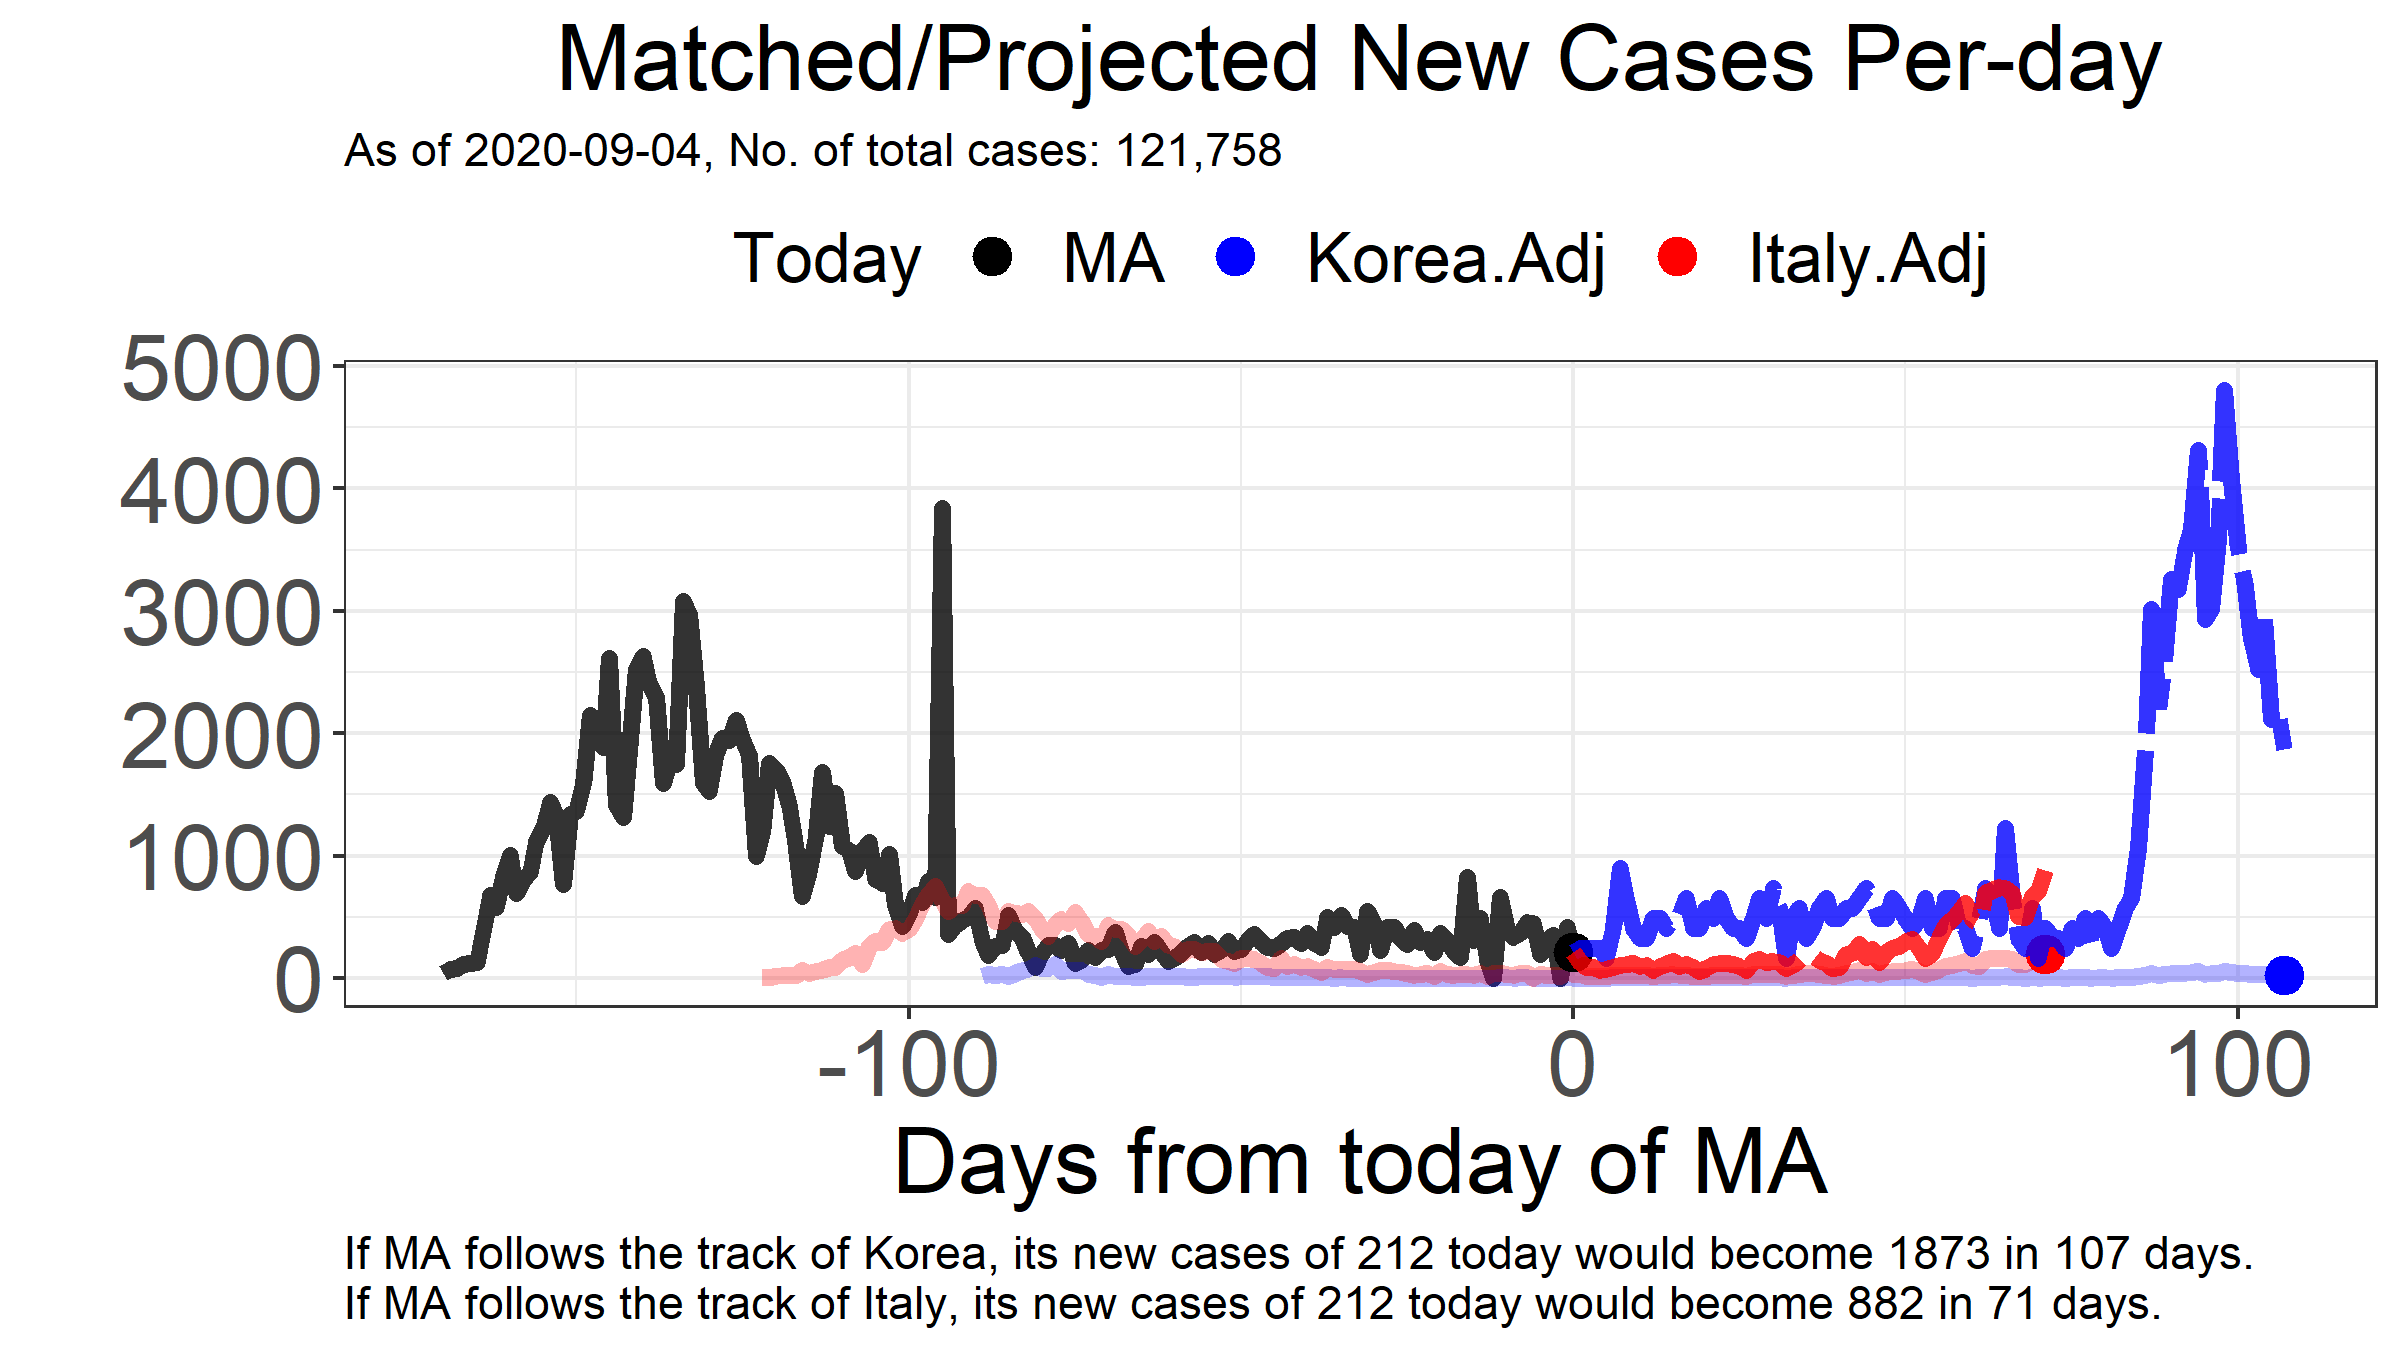 Matched/Projected New Cases Per-day
As of 2020-09-04, No. of total cases: 121,758
Today MA Korea.Adj Italy.Adj
5000
4000
3000
2000
1000
0
-100 0 100
Days from today of MA
If MA follows the track of Korea, its new cases of 212 today would become 1873 in 107 days.
If MA follows the track of Italy, its new cases of 212 today would become 882 in 71 days.